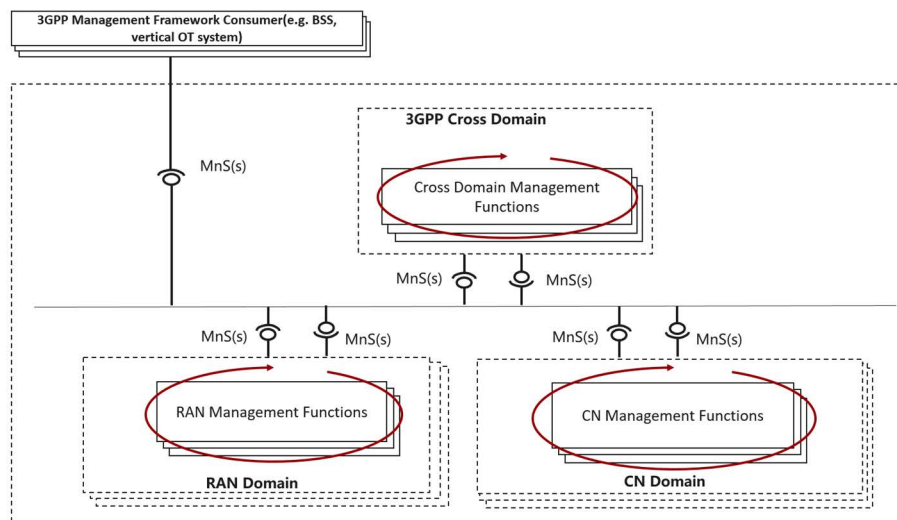 3GPP Management Framework Consumer(e.g. BSS,
vertical OT system)
3GPP Cross Domain
MnS(s)
Cross Domain Management
Functions
MnS(s)
MnS(s)
MnS(s)
MnS(s)
MnS(s)
MnS(s)
RAN Management Functions
CN Management Functions
RAN Domain
CN Domain